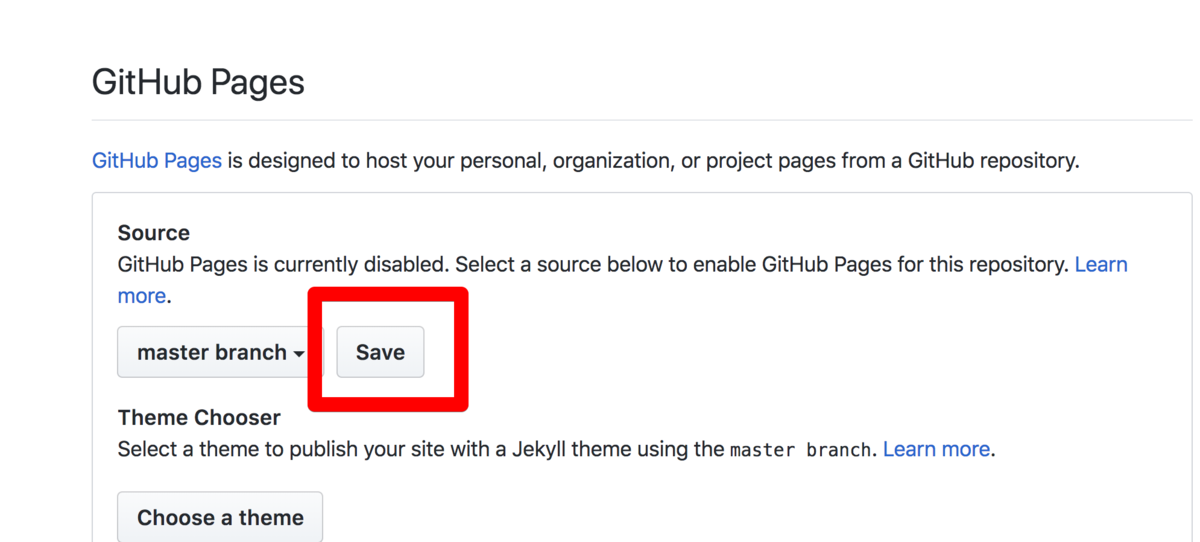 GitHub Pages
GitHub Pages is designed to host your personal, organization, or project pages from a GitHub repository.
Source
GitHub Pages is currently disabled. Select a source below to enable GitHub Pages for this repository. Learn
more.
master branch Save
Theme Chooser
Select a theme to publish your site with a Jekyll theme using the master branch. Learn more.
Choose a theme